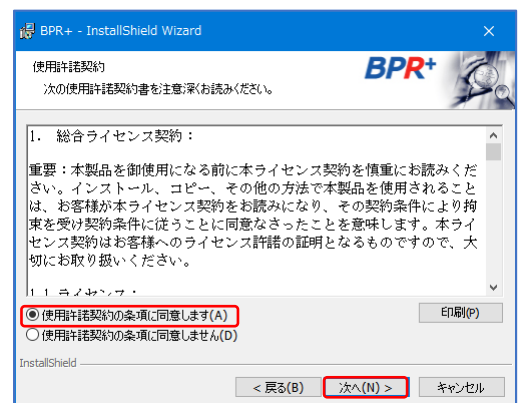 BPR+ - InstallShield Wizard
使用許諾契約
次の使用許諾契約書を注意深くお読みください。
BPR+
1. 総合ライセンス契約：
重要：本製品を御使用になる前に本ライセンス契約を慎重にお読みくだ
さい。インストール、コピー、その他の方法で本製品を使用されること
は、お客様が本ライセンス契約をお読みになり、その契約条件により拘
束を受け契約条件に従うことに同意なさったことを意味します。本ライ
センス契約はお客様へのライセンス許諾の証明となるものですので、大
切にお取り扱いください。
1.1 ライセンス：
使用許諾契約の条項に同意します(A)
印刷(P)
使用許諾契約の条項に同意しません(D)
InstallShield
< 戻る(B)
次へ(N) >
キャンセル